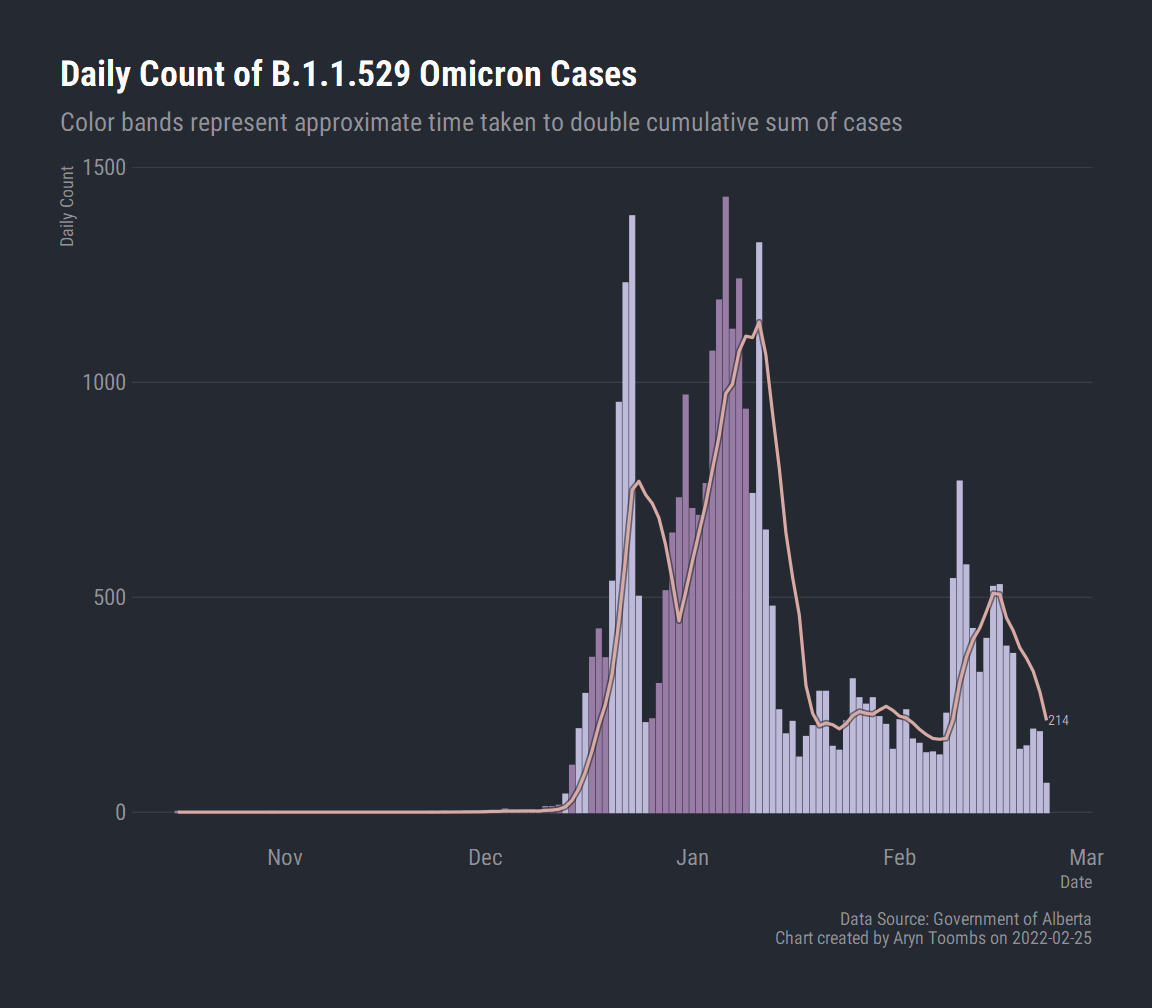 Daily Count of B.1.1.529 Omicron Cases
Color bands represent approximate time taken to double cumulative sum of cases
Daily Count
1500
1000
500
0
214
Nov Dec Jan Feb Mar
Date
Data Source: Government of Alberta
Chart created by Aryn Toombs on 2022-02-25